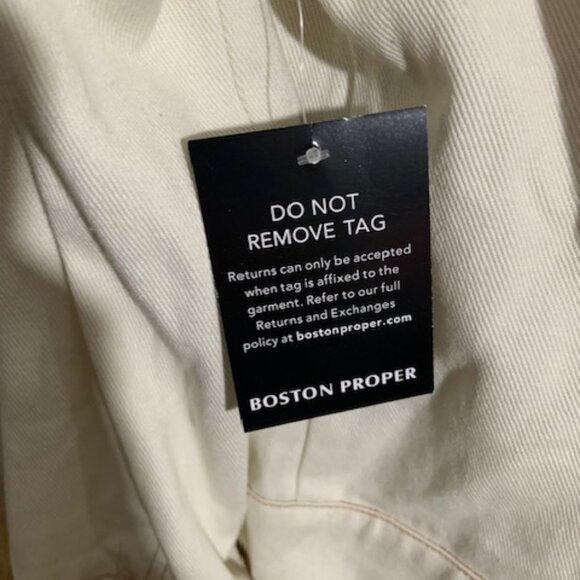 DO NOT
REMOVE TAG
Returns can only be accepted
when tag is affixed to the
garment. Refer to our full
Returns and Exchanges
policy at bostonproper.com
BOSTON PROPER